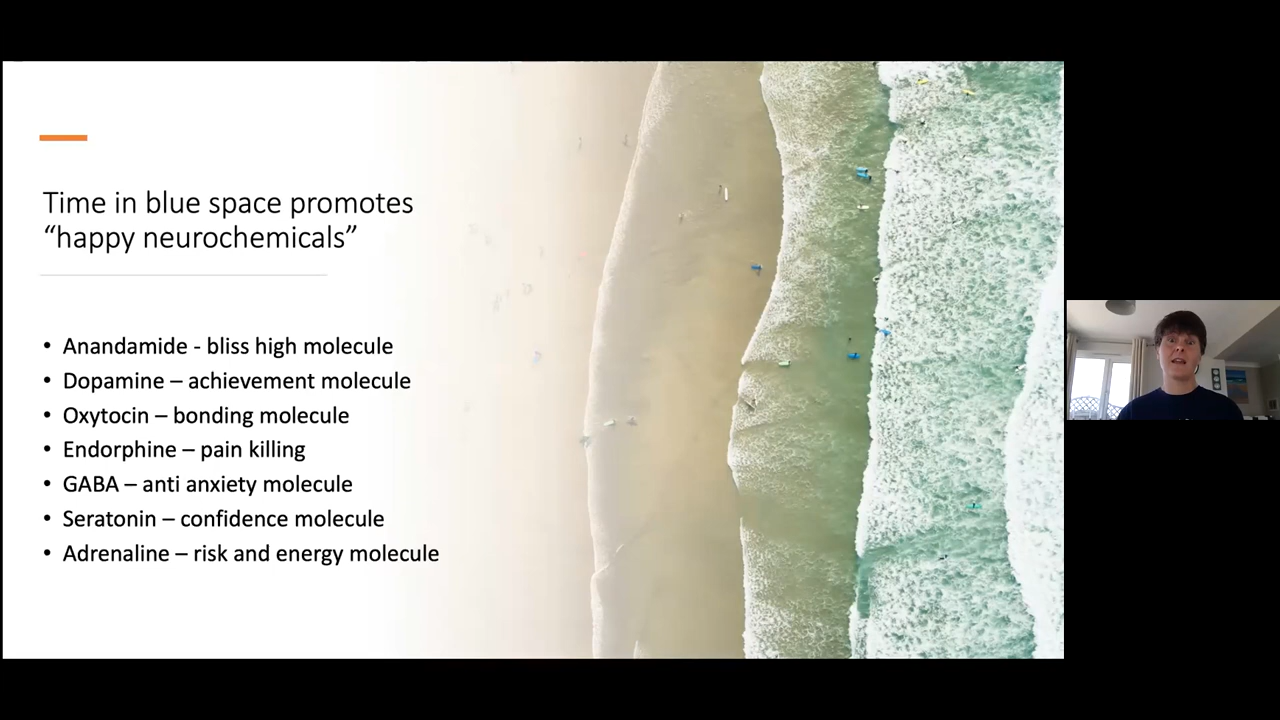 Time in blue space promotes
“happy neurochemicals”
• Anandamide - bliss high molecule
• Dopamine – achievement molecule
• Oxytocin – bonding molecule
• Endorphine – pain killing
• GABA – anti anxiety molecule
• Seratonin – confidence molecule
• Adrenaline – risk and energy molecule